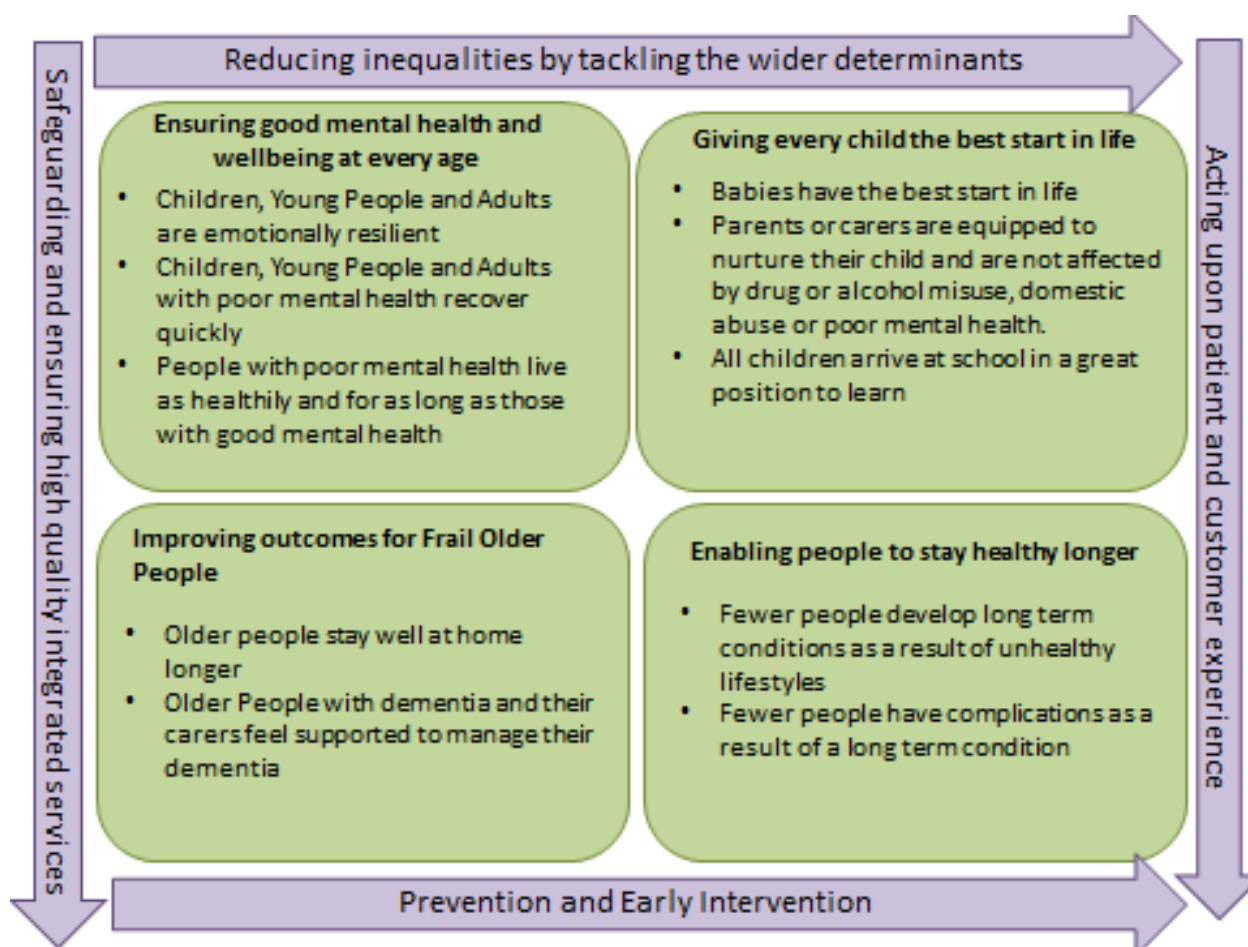 Reducing inequalities by tackling the wider determinants
Safeguarding and ensuring high quality integrated services
Ensuring good mental health and
wellbeing at every age
• Children, Young People and Adults
are emotionally resilient
• Children, Young People and Adults
with poor mental health recover
quickly
• People with poor mental health live
as healthily and for as long as those
with good mental health
Giving every child the best start in life
• Babies have the best start in life
• Parents or carers are equipped to
nurture their child and are not affected
by drug or alcohol misuse, domestic
abuse or poor mental health.
• All children arrive at school in a great
position to learn
Improving outcomes for Frail Older
People
• Older people stay well at home
longer
• Older People with dementia and their
carers feel supported to manage their
dementia
Enabling people to stay healthy longer
• Fewer people develop long term
conditions as a result of unhealthy
lifestyles
• Fewer people have complications as a
result of a long term condition
Acting upon patient and customer experience
Prevention and Early Intervention